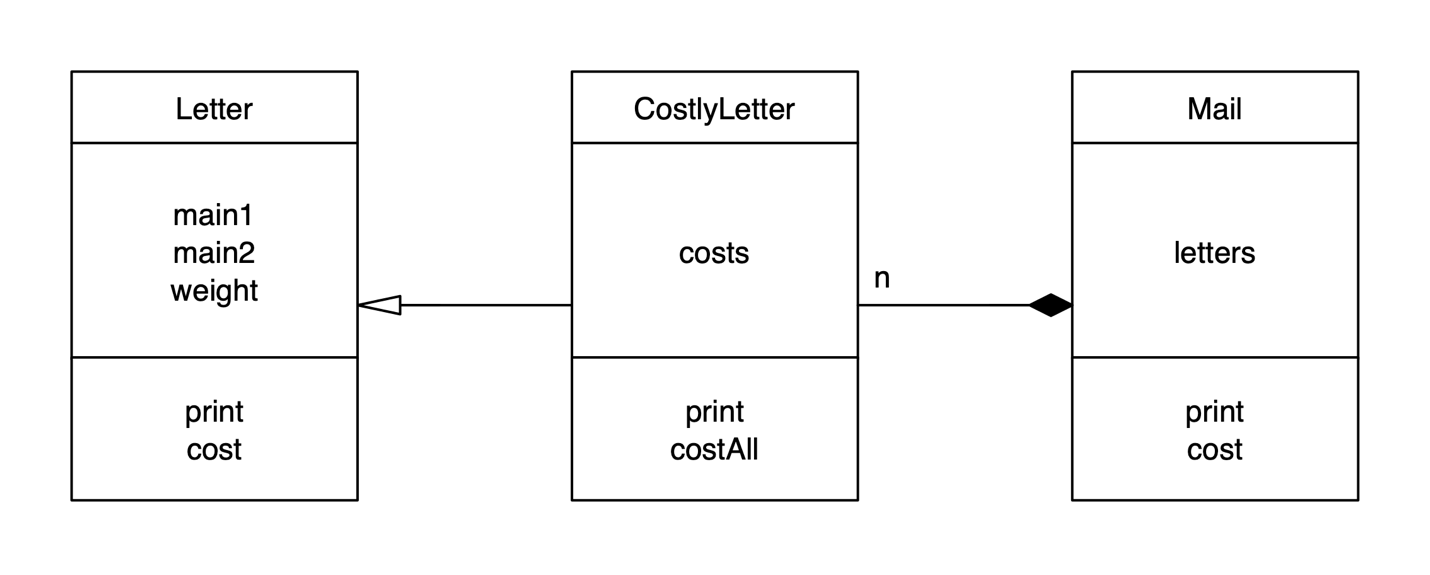 Letter
main1
main2
weight
print
cost
CostlyLetter
costs
print
costAll
n
Mail
letters
print
cost